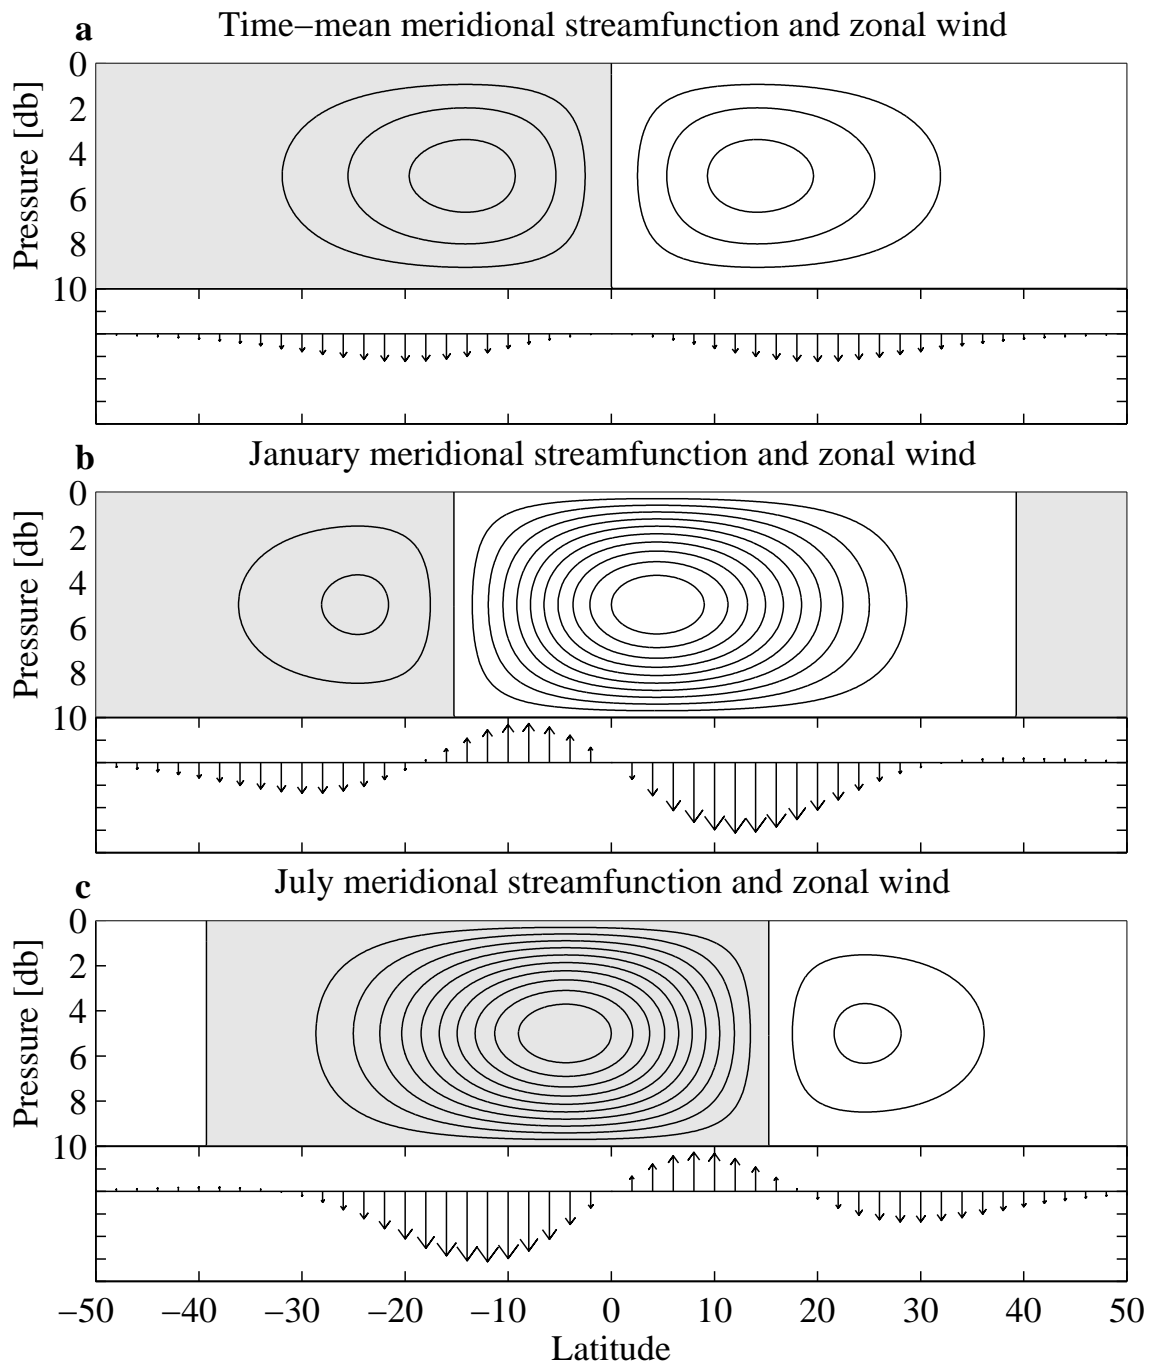 a Time−mean meridional streamfunction and zonal wind
Pressure [db]
0
2
4
6
8
10
b January meridional streamfunction and zonal wind
Pressure [db]
0
2
4
6
8
10
c July meridional streamfunction and zonal wind
Pressure [db]
0
2
4
6
8
10
−50 −40 −30 −20 −10 0 10 20 30 40 50
Latitude